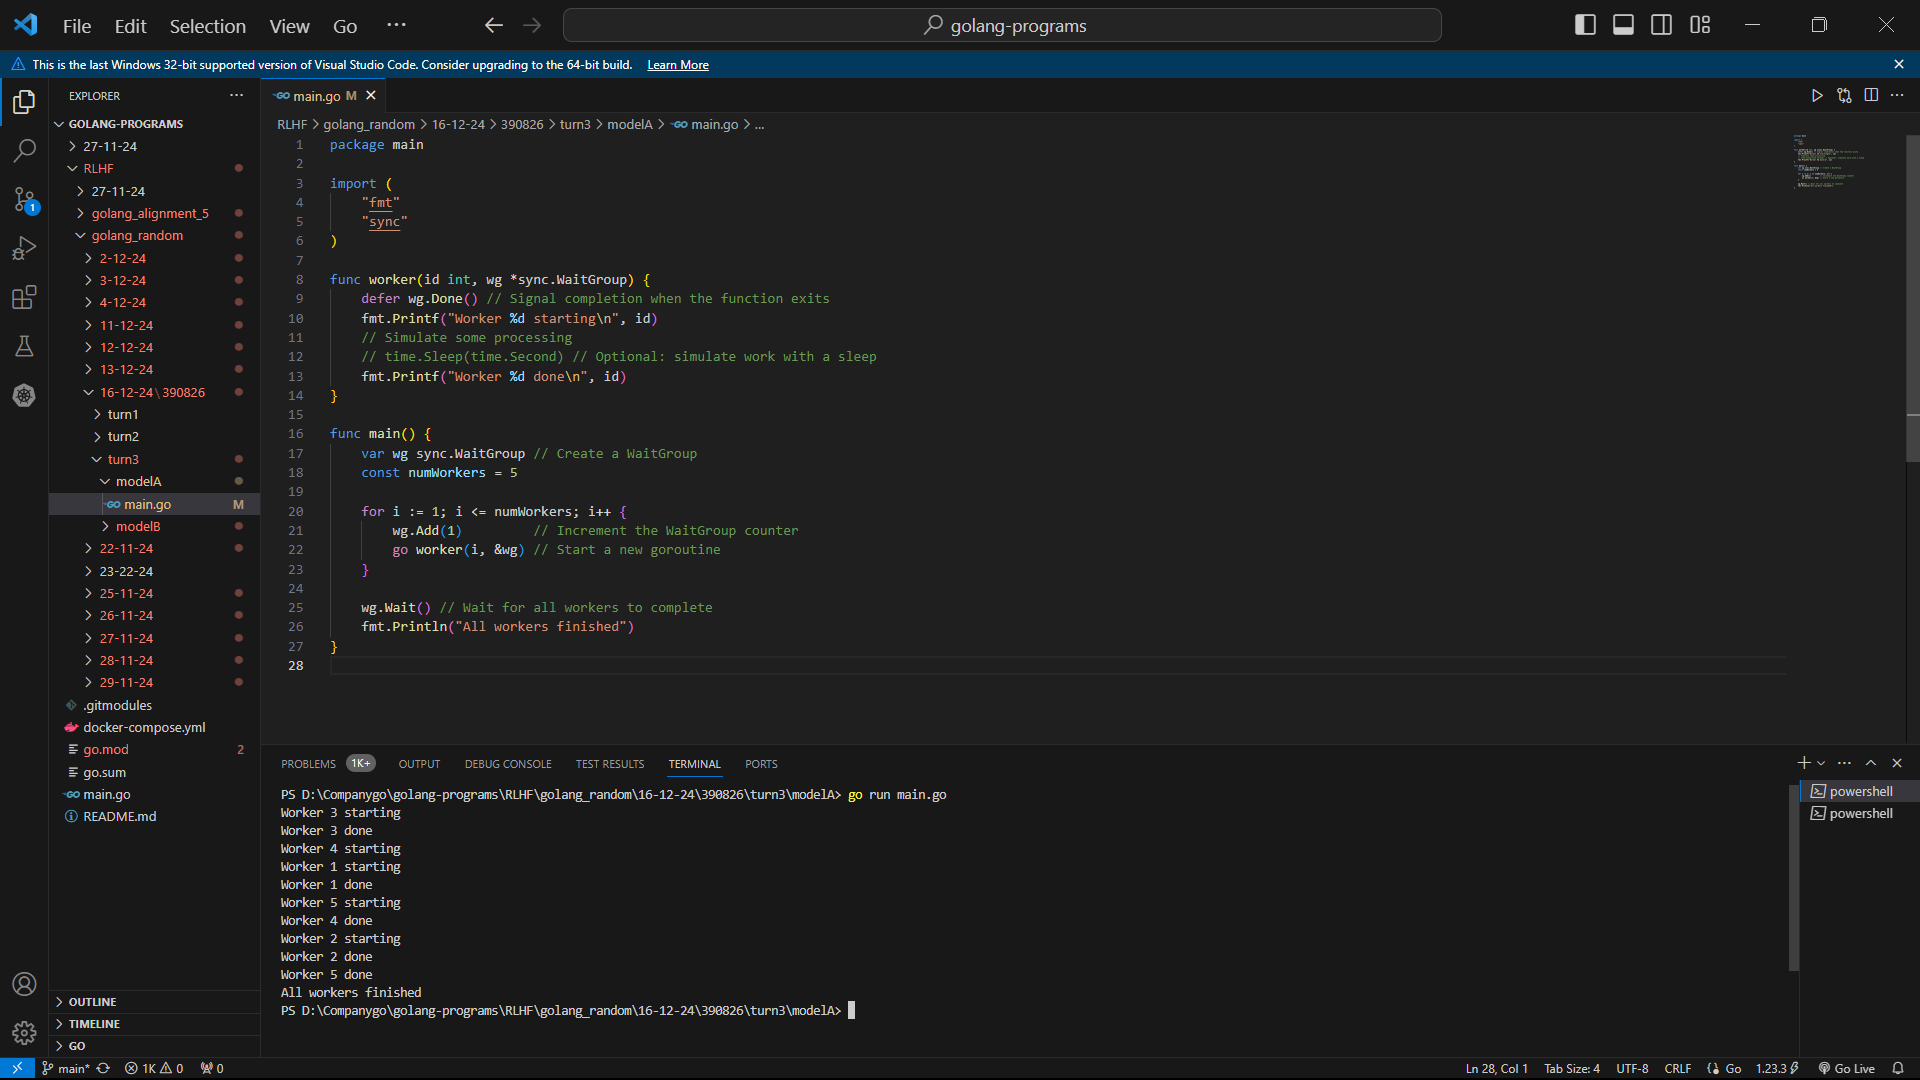 File Edit Selection View Go ··· golang-programs
This is the last Windows 32-bit supported version of Visual Studio Code. Consider upgrading to the 64-bit build. Learn More
EXPLORER ···
GOLANG-PROGRAMS
27-11-24
RLHF
27-11-24
golang_alignment_5
golang_random
2-12-24
3-12-24
4-12-24
11-12-24
12-12-24
13-12-24
16-12-24\390826
turn1
turn2
turn3
modelA
GO main.go M
modelB
22-11-24
23-22-24
25-11-24
26-11-24
27-11-24
28-11-24
29-11-24
.gitmodules
docker-compose.yml
go.mod 2
go.sum
GO main.go
README.md
OUTLINE
TIMELINE
GO
1
GO main.go M
RLHF > golang_random > 16-12-24 > 390826 > turn3 > modelA > GO main.go > ...
1 package main
2
3 import (
4 "fmt"
5 "sync"
6 )
7
8 func worker(id int, wg *sync.WaitGroup) {
9 defer wg.Done() // Signal completion when the function exits
10 fmt.Printf("Worker %d starting\n", id)
11 // Simulate some processing
12 // time.Sleep(time.Second) // Optional: simulate work with a sleep
13 fmt.Printf("Worker %d done\n", id)
14 }
15
16 func main() {
17 var wg sync.WaitGroup // Create a WaitGroup
18 const numWorkers = 5
19
20 for i := 1; i <= numWorkers; i++ {
21 wg.Add(1) // Increment the WaitGroup counter
22 go worker(i, &wg) // Start a new goroutine
23 }
24
25 wg.Wait() // Wait for all workers to complete
26 fmt.Println("All workers finished")
27 }
28
PROBLEMS 1K+ OUTPUT DEBUG CONSOLE TEST RESULTS TERMINAL PORTS
PS D:\Companygo\golang-programs\RLHF\golang_random\16-12-24\390826\turn3\modelA> go run main.go
Worker 3 starting
Worker 3 done
Worker 4 starting
Worker 1 starting
Worker 1 done
Worker 5 starting
Worker 4 done
Worker 2 starting
Worker 2 done
Worker 5 done
All workers finished
PS D:\Companygo\golang-programs\RLHF\golang_random\16-12-24\390826\turn3\modelA>
powershell
powershell
main* 1K 0 0 Ln 28, Col 1 Tab Size: 4 UTF-8 CRLF Go 1.23.3 Go Live